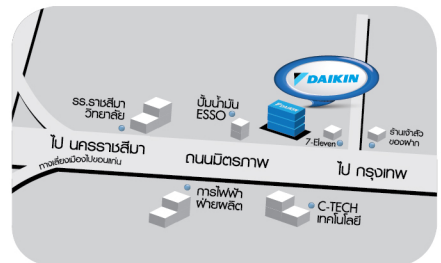 DAIKIN
DAIKIN
รร.ราชสีมา
วิทยาลัย
ปั้มน้ำมัน
ESSO
7-Eleven
ร้านเจ้าสัว
ของฝาก
ไป นครราชสีมา
ทางเลี่ยงเมืองไปขอนแก่น
ถนนมิตรภาพ
ไป กรุงเทพ
การไฟฟ้า
ฝ่ายผลิต
C-TECH
เทคโนโลยี